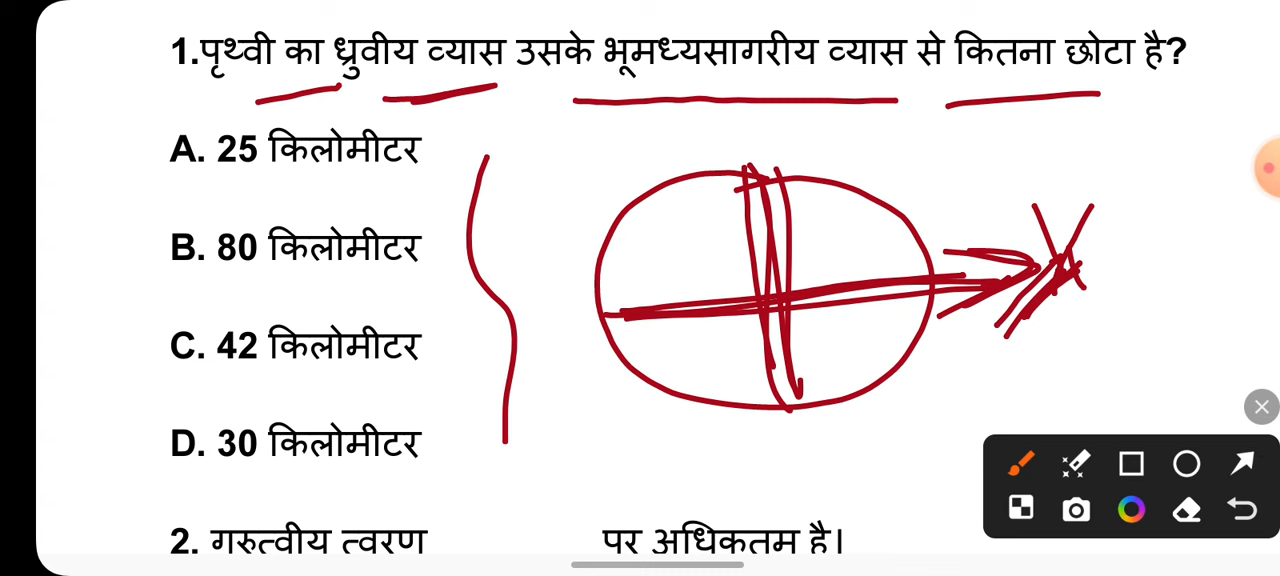 1.पृथ्वी का ध्रुवीय व्यास उसके भूमध्यसागरीय व्यास से कितना छोटा है?
A. 25 किलोमीटर
B. 80 किलोमीटर
C. 42 किलोमीटर
D. 30 किलोमीटर
2. गुरुत्वीय त्वरण पर अधिकतम है।